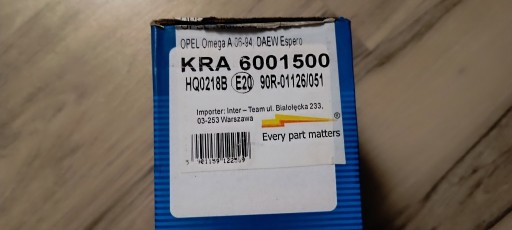 OPEL Omega A 06-94, DAEW Espero
KRA 6001500
HQ0218B E20 90R-01126/051
Importer: Inter – Team ul. Białołęcka 233,
03-253 Warszawa
Every part matters